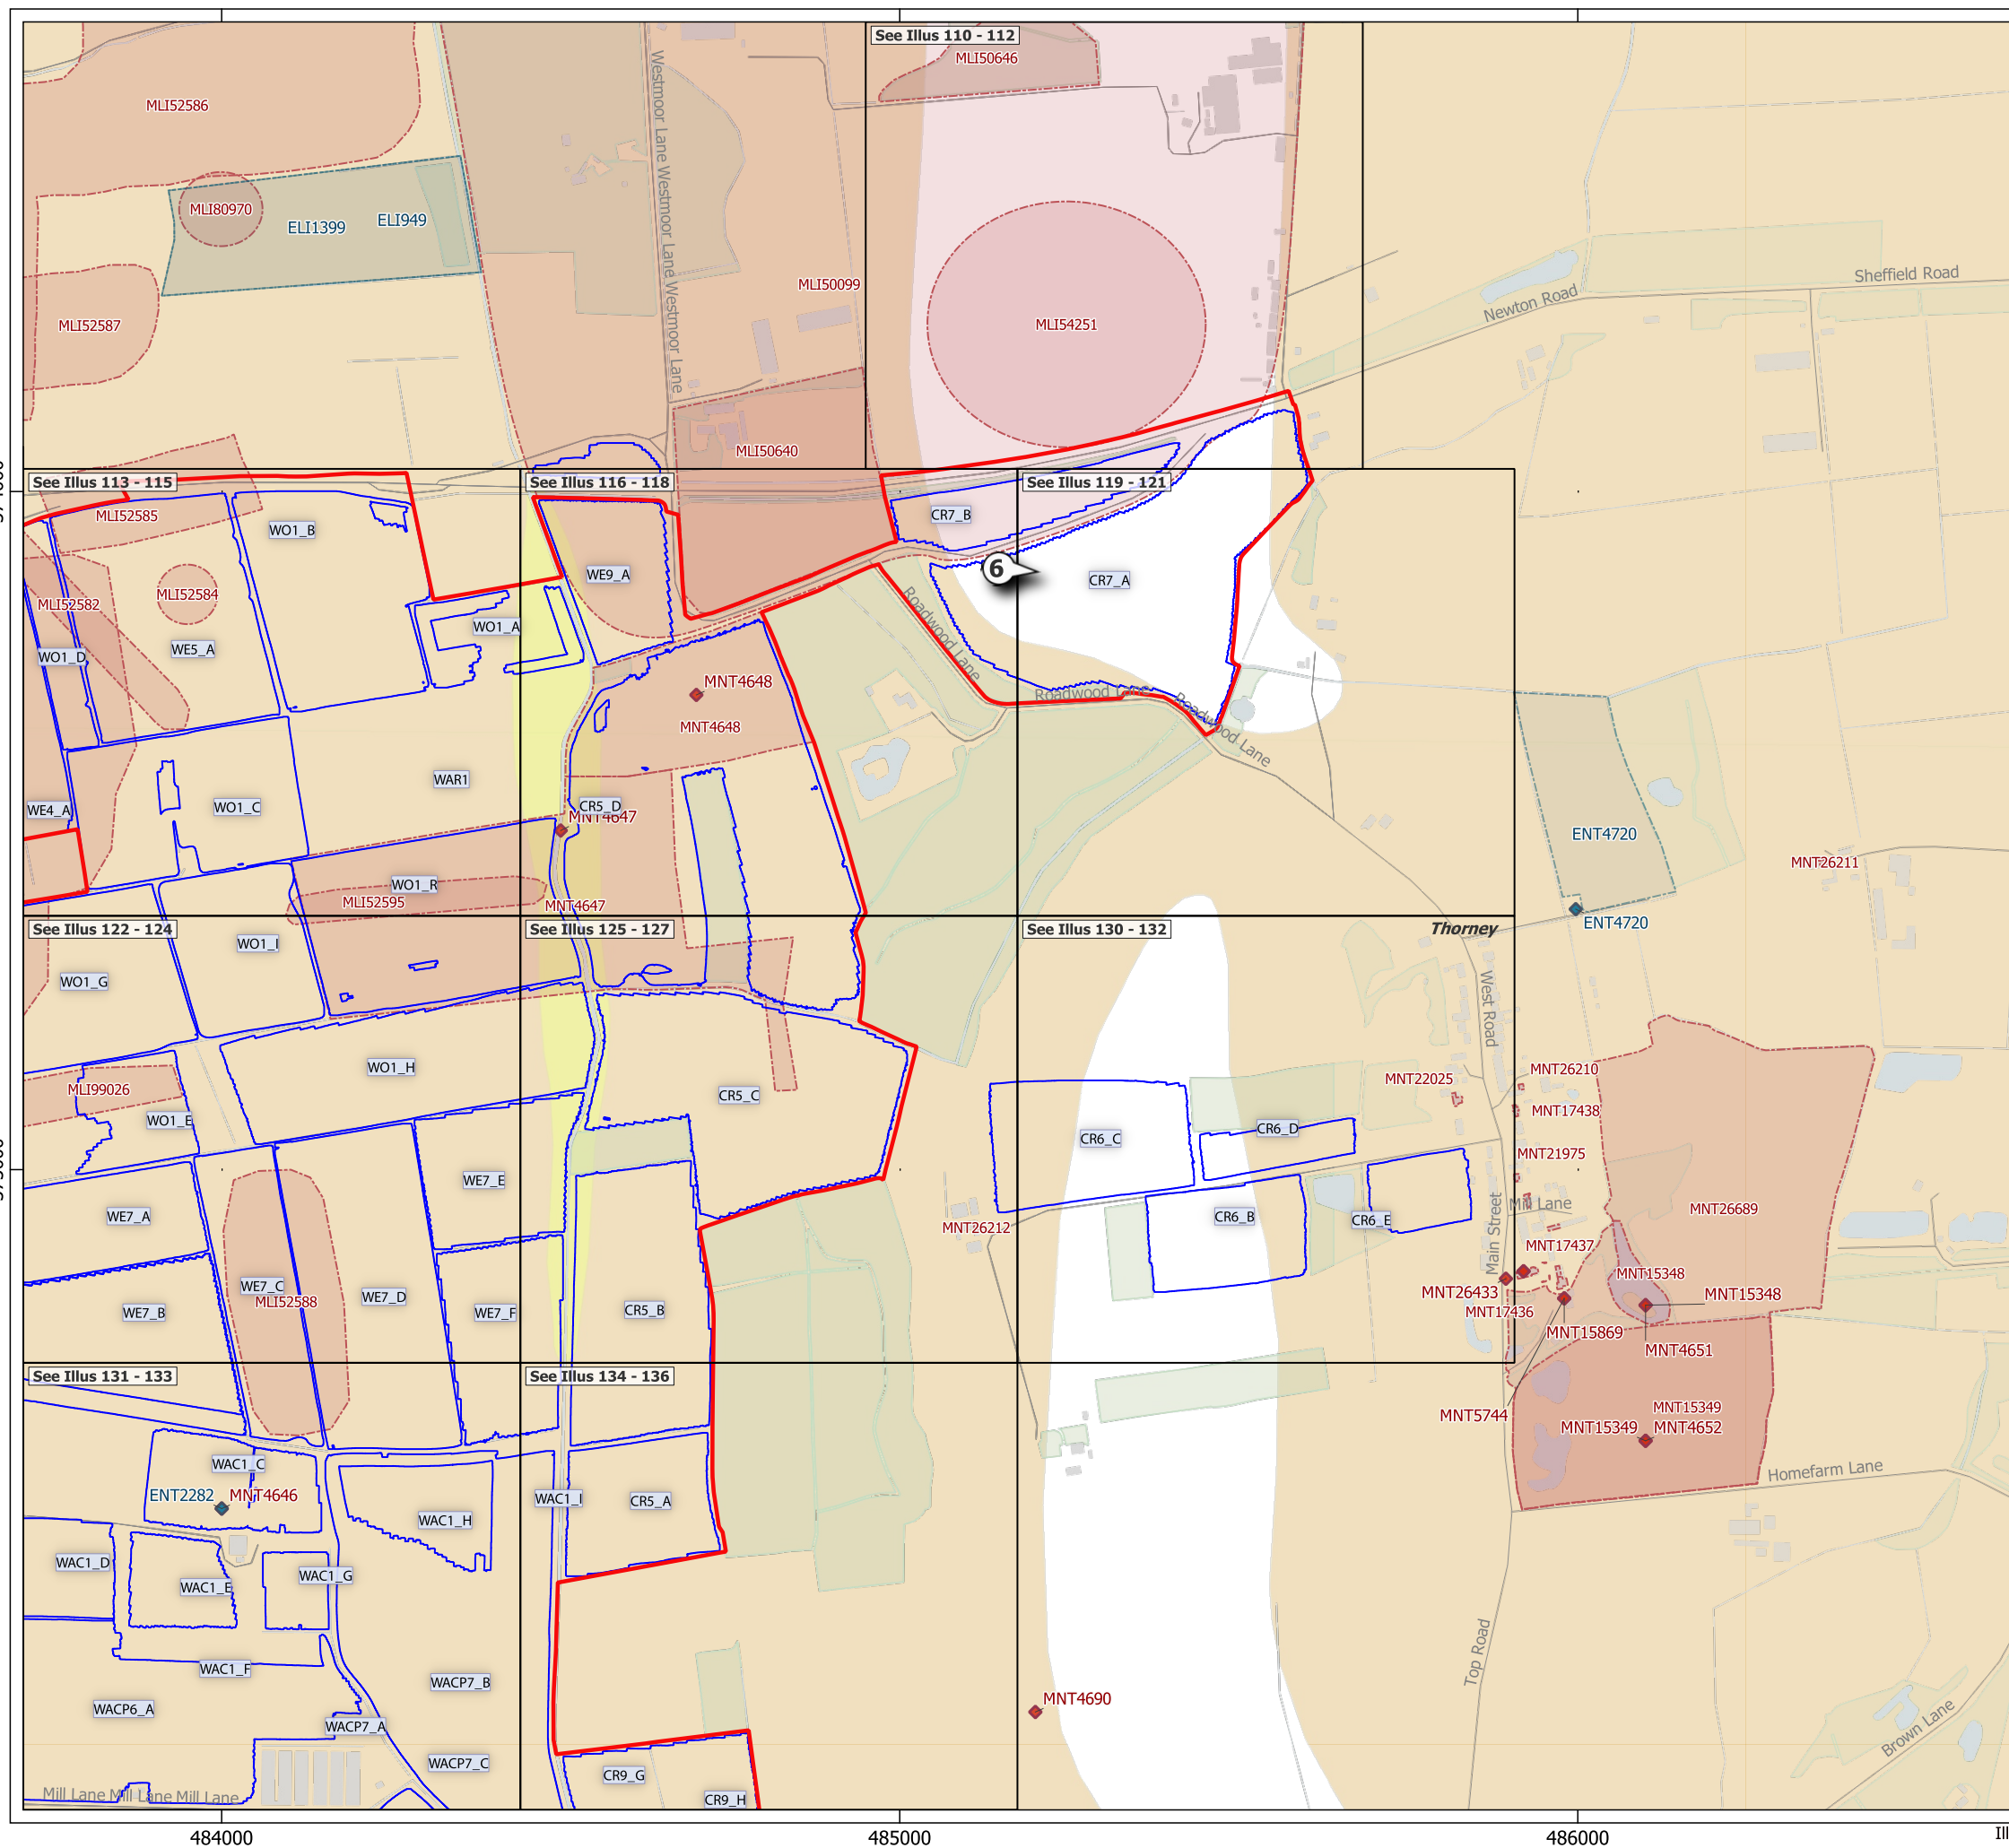 See Illus 110 - 112
MLI50646
MLI52586
Westmoor Lane Westmoor Lane Westmoor Lane
MLI80970
ELI1399
ELI949
MLI50099
Sheffield Road
Newton Road
MLI52587
MLI54251
MLI50640
See Illus 113 - 115
See Illus 116 - 118
See Illus 119 - 121
MLI52585
WO1_B
CR7_B
WE9_A
6
CR7_A
MLI52584
MLI52582
WO1_A
Roadwood Lane
WO1_D
WE5_A
MNT4648
Roadwood Lane
MNT4648
Roadwood Lane
WAR1
WO1_C
CR5_D
WE4_A
MNT4647
ENT4720
MNT26211
WO1_R
MLI52595
MNT4647
ENT4720
See Illus 122 - 124
See Illus 125 - 127
See Illus 130 - 132
Thorney
WO1_I
WO1_G
West Road
WO1_H
MNT26210
MNT22025
MLI99026
CR5_C
MNT17438
WO1_E
CR6_D
CR6_C
MNT21975
WE7_E
Mill Lane
MNT26689
WE7_A
CR6_B
CR6_E
MNT26212
Main Street
MNT17437
MNT15348
WE7_C
MLI52588
WE7_D
MNT26433
MNT15348
WE7_B
WE7_F
CR5_B
MNT17436
MNT15869
MNT4651
See Illus 131 - 133
See Illus 134 - 136
MNT15349
MNT5744
MNT15349
MNT4652
WAC1_C
Homefarm Lane
ENT2282
MNT4646
WAC1_I
CR5_A
WAC1_H
WAC1_D
WAC1_G
WAC1_E
WAC1_F
Top Road
WACP7_B
MNT4690
WACP6_A
WACP7_A
Brown Lane
WACP7_C
CR9_G
Mill Lane Mill Lane Mill Lane
CR9_H
484000
485000
486000